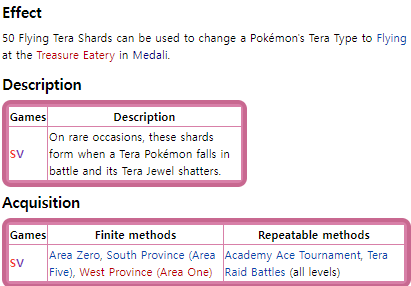 Effect
50 Flying Tera Shards can be used to change a Pokémon's Tera Type to Flying
at the Treasure Eatery in Medali.
Description
Games Description
SV
On rare occasions, these shards
form when a Tera Pokémon falls in
battle and its Tera Jewel shatters.
Acquisition
Games Finite methods Repeatable methods
SV
Area Zero, South Province (Area
Five), West Province (Area One)
Academy Ace Tournament, Tera
Raid Battles (all levels)